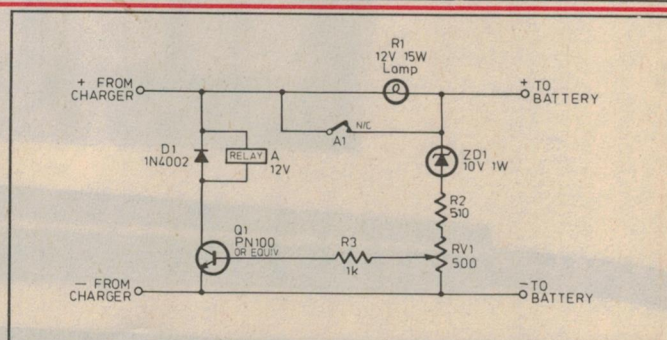 R1
12V 15W
Lamp
+ FROM
CHARGER
+ TO
BATTERY
N/C
A1
D1
1N4002
RELAY A
12V
ZD1
10V 1W
R2
510
Q1
PN100
OR EQUIV
R3
1k
RV1
500
— FROM
CHARGER
— TO
BATTERY